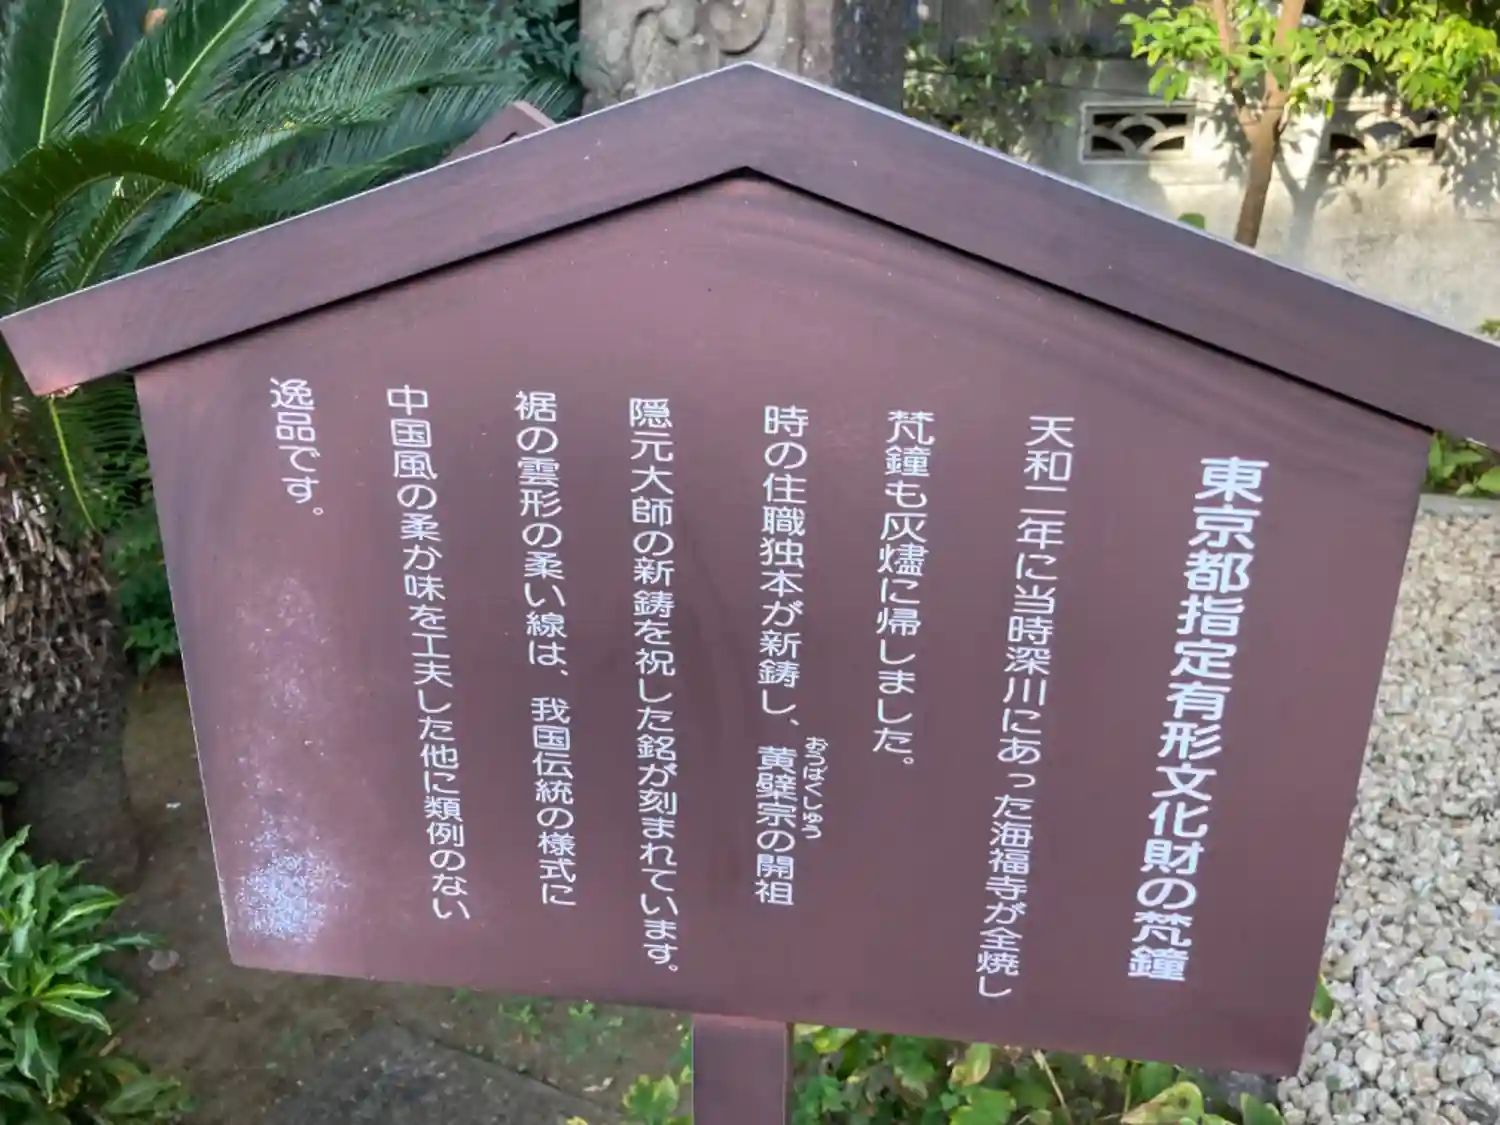 東京都指定有形文化財の梵鐘
天和二年に当時深川にあった海福寺が全焼し
梵鐘も灰燼に帰しました。
時の住職独本が新鋳し、黄檗宗の開祖
おうばくしゅう
隠元大師の新鋳を祝した銘が刻まれています。
裾の雲形の柔い線は、我国伝統の様式に
中国風の柔か味を工夫した他に類例のない
逸品です。